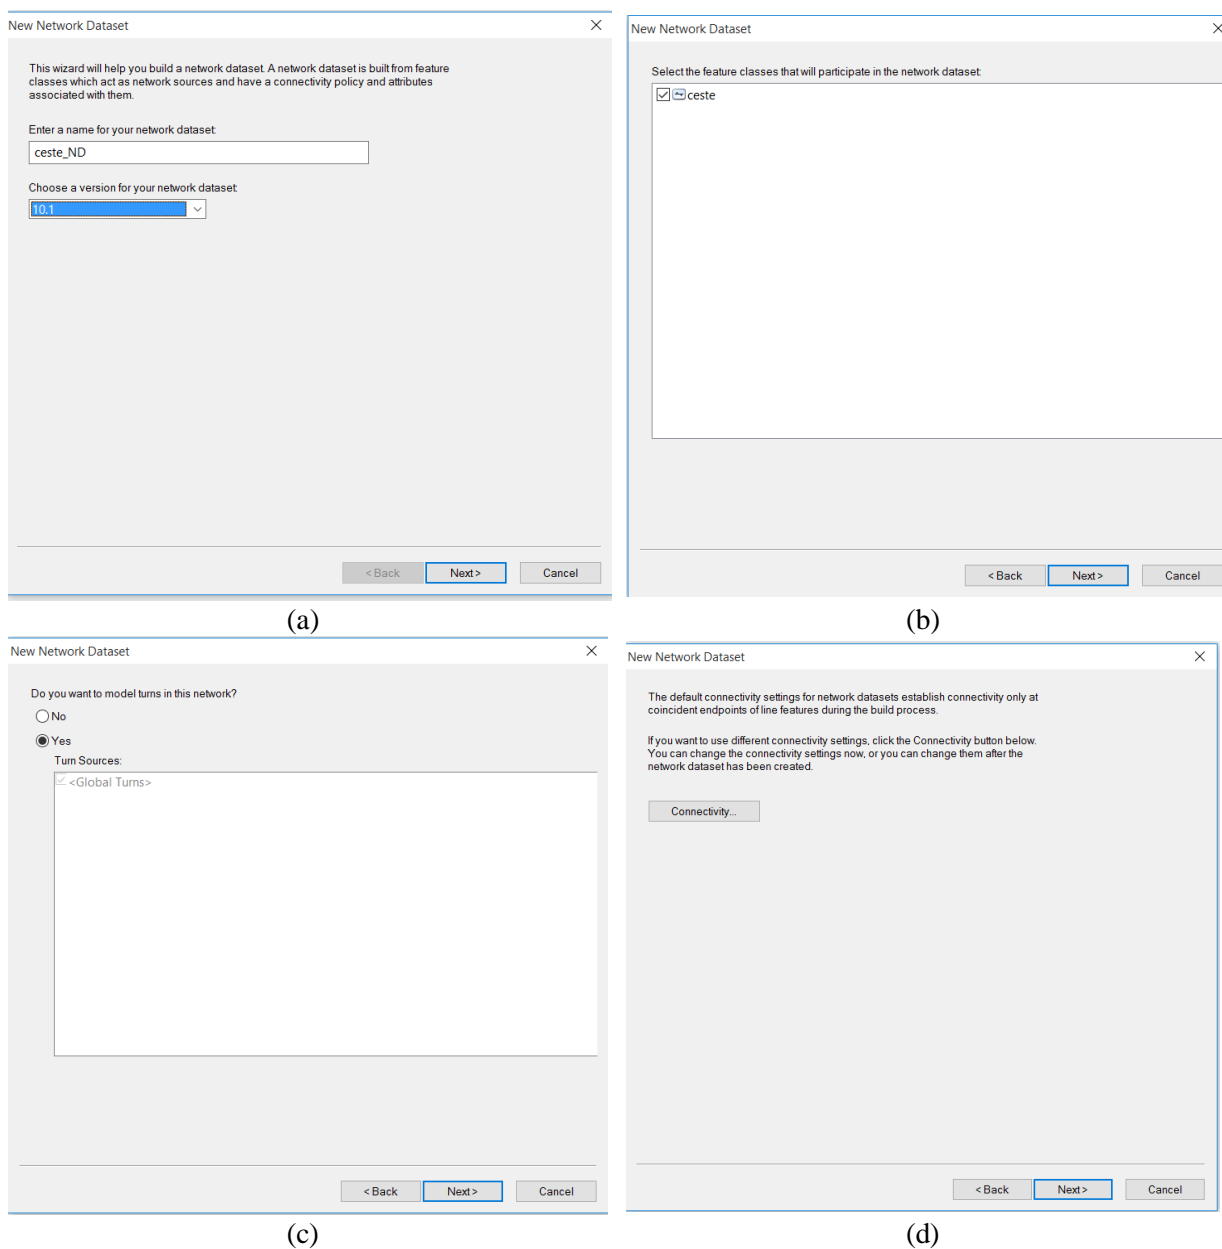 New Network Dataset
This wizard will help you build a network dataset. A network dataset is built from feature
classes which act as network sources and have a connectivity policy and attributes
associated with them.
Enter a name for your network dataset:
ceste_ND
Choose a version for your network dataset:
10.1
< Back Next > Cancel
(a)
New Network Dataset
Select the feature classes that will participate in the network dataset:
ceste
< Back Next > Cancel
(b)
New Network Dataset
Do you want to model turns in this network?
No
Yes
Turn Sources:
<Global Turns>
< Back Next > Cancel
(c)
New Network Dataset
The default connectivity settings for network datasets establish connectivity only at
coincident endpoints of line features during the build process.
If you want to use different connectivity settings, click the Connectivity button below.
You can change the connectivity settings now, or you can change them after the
network dataset has been created.
Connectivity...
< Back Next > Cancel
(d)